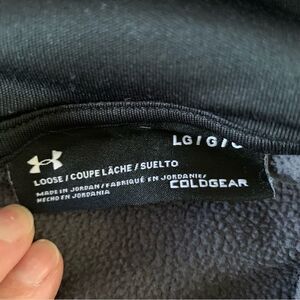 LG / G / G
LOOSE / COUPE LÂCHE / SUELTO
MADE IN JORDAN / FABRIQUÉ EN JORDANIE /
HECHO EN JORDANIA
COLDGEAR